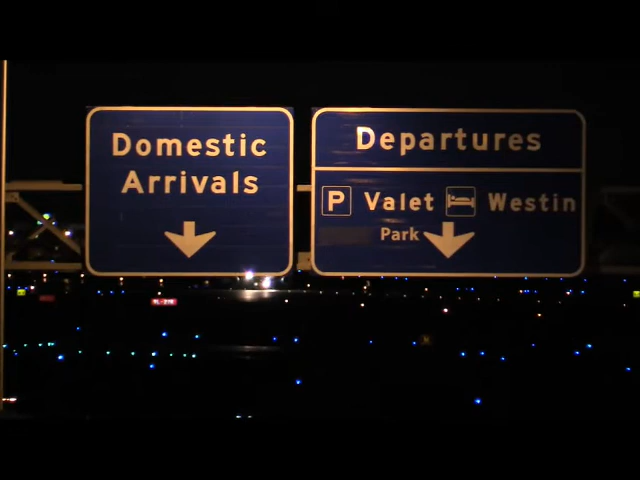 Domestic
Arrivals
Departures
P Valet Westin
Park